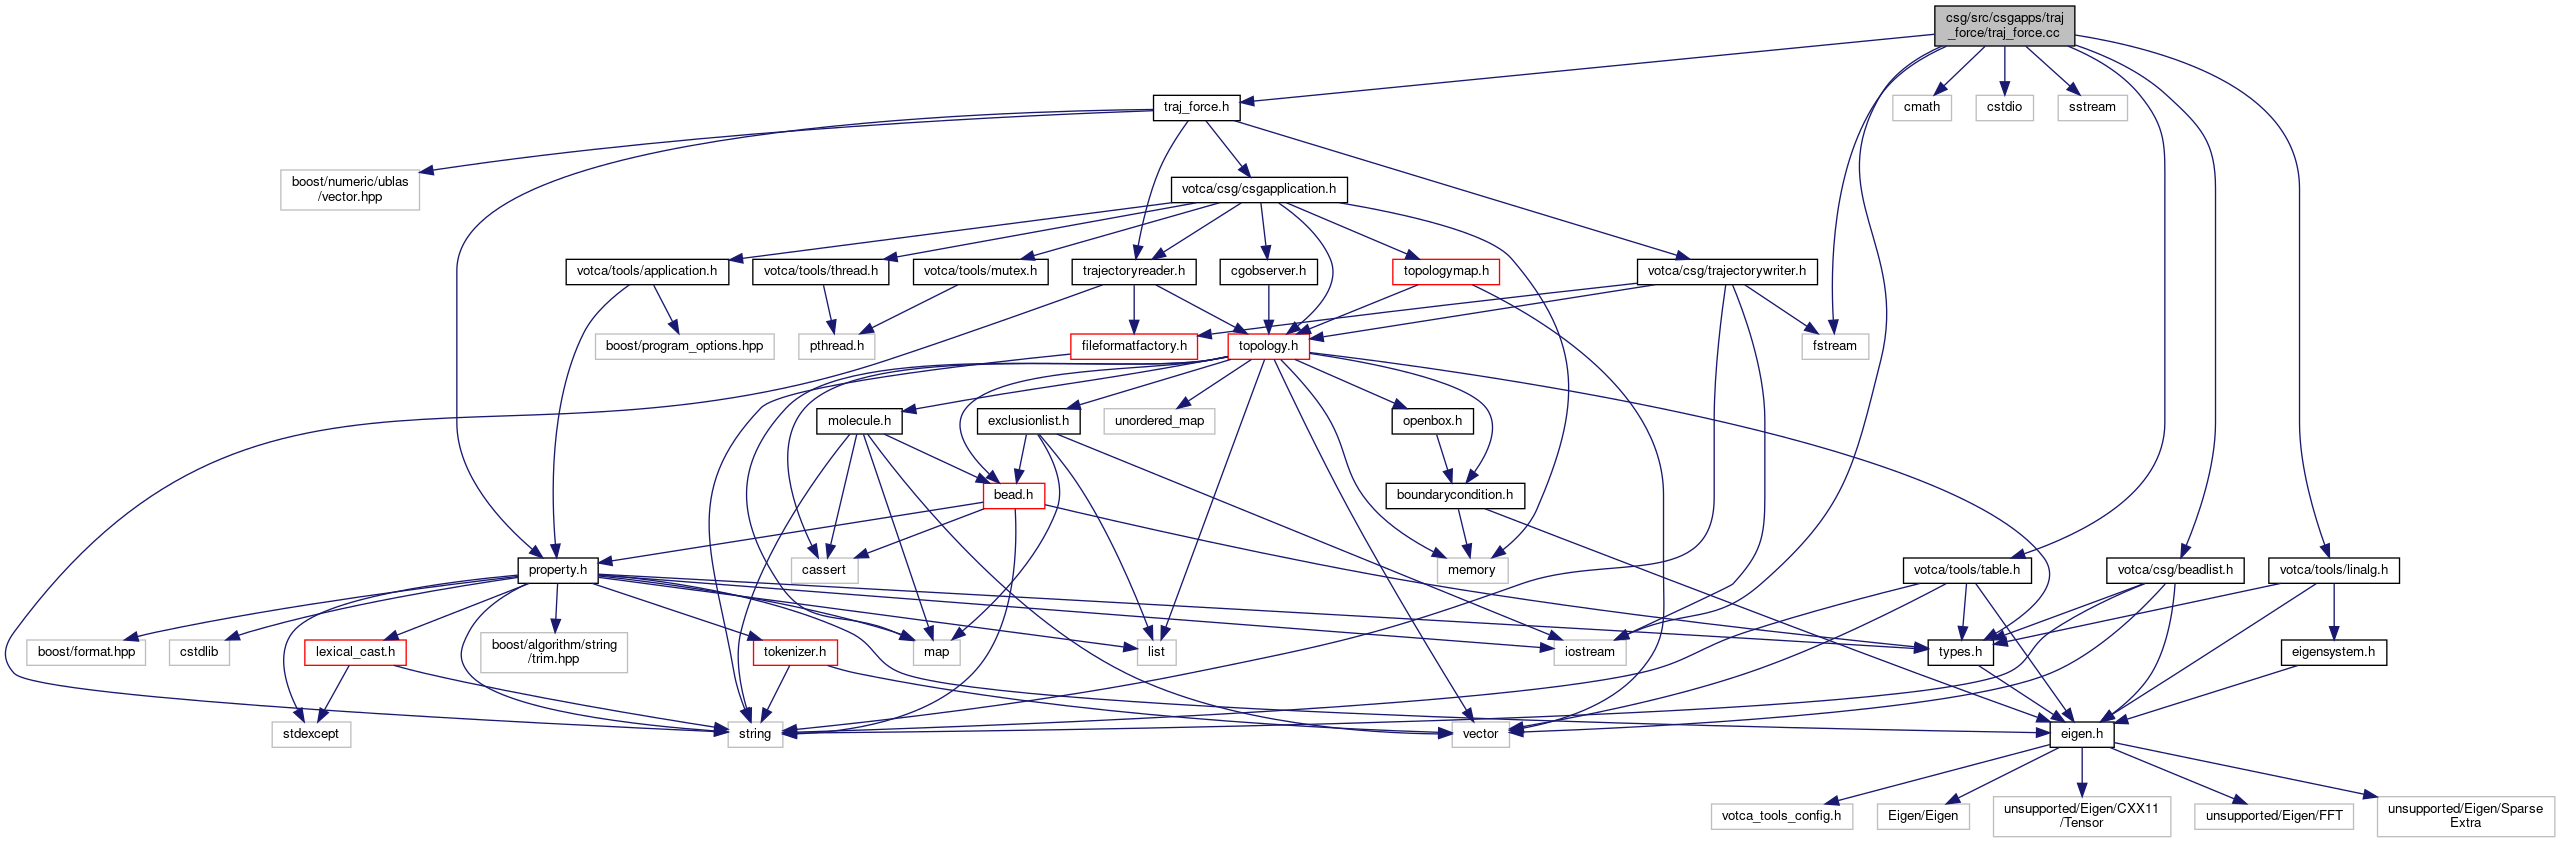 csg/src/csgapps/traj
_force/traj_force.cc
traj_force.h
cmath
cstdio
sstream
boost/numeric/ublas
/vector.hpp
votca/csg/csgapplication.h
votca/tools/application.h
votca/tools/thread.h
votca/tools/mutex.h
trajectoryreader.h
cgobserver.h
topologymap.h
votca/csg/trajectorywriter.h
boost/program_options.hpp
pthread.h
fileformatfactory.h
topology.h
fstream
molecule.h
exclusionlist.h
unordered_map
openbox.h
bead.h
boundarycondition.h
property.h
cassert
memory
votca/tools/table.h
votca/csg/beadlist.h
votca/tools/linalg.h
boost/format.hpp
cstdlib
lexical_cast.h
boost/algorithm/string
/trim.hpp
tokenizer.h
map
list
iostream
types.h
eigensystem.h
stdexcept
string
vector
eigen.h
votca_tools_config.h
Eigen/Eigen
unsupported/Eigen/CXX11
/Tensor
unsupported/Eigen/FFT
unsupported/Eigen/Sparse
Extra